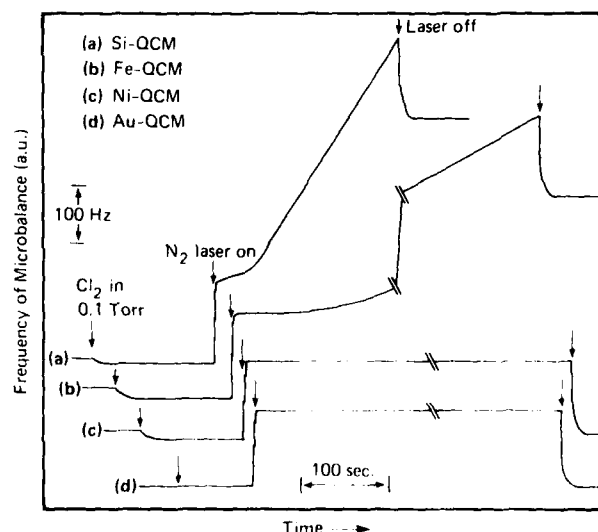 Laser off
(a) Si-QCM
(b) Fe-QCM
(c) Ni-QCM
(d) Au-QCM
Frequency of Microbalance (a.u.)
100 Hz
N2 laser on
Cl2 in
0.1 Torr
(a)
(b)
(c)
(d)
100 sec.
Time